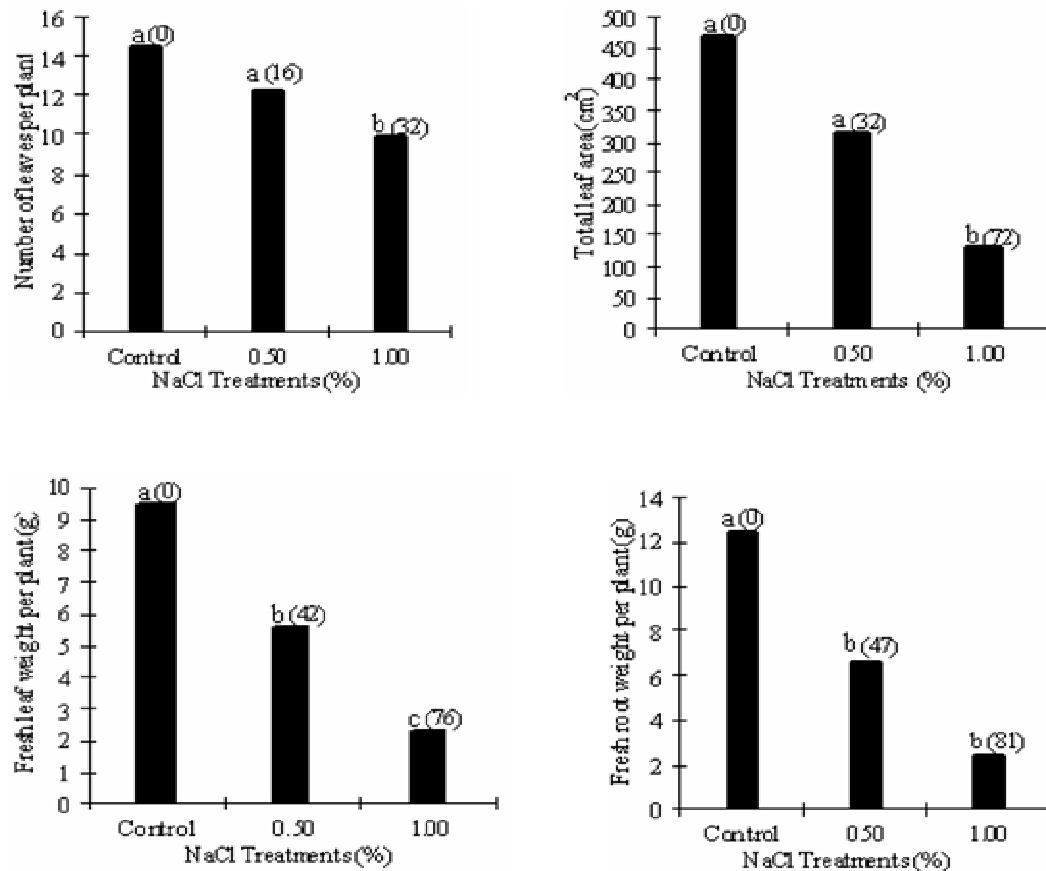 Number of leaves per plant
16
14
12
10
8
6
4
2
0
a (0)
a (16)
b (32)
Control 0.50 1.00
NaCl Treatments (%)
Total leaf area (cm²)
500
450
400
350
300
250
200
150
100
50
0
a (0)
a (32)
b (72)
Control 0.50 1.00
NaCl Treatments (%)
Fresh leaf weight per plant (g)
10
9
8
7
6
5
4
3
2
1
0
a (0)
b (42)
c (76)
Control 0.50 1.00
NaCl Treatments (%)
Fresh root weight per plant (g)
14
12
10
8
6
4
2
0
a (0)
b (47)
b (81)
Control 0.50 1.00
NaCl Treatments (%)